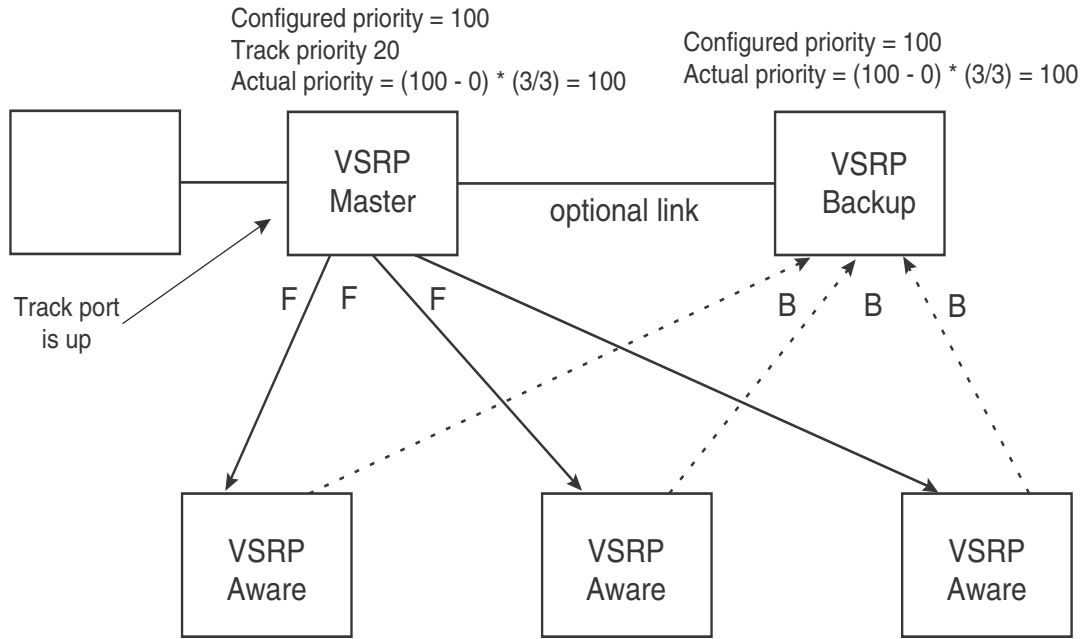 Configured priority = 100
Track priority 20
Actual priority = (100 - 0) * (3/3) = 100
Configured priority = 100
Actual priority = (100 - 0) * (3/3) = 100
VSRP
Master
optional link
VSRP
Backup
Track port
is up
F
F
F
B
B
B
VSRP
Aware
VSRP
Aware
VSRP
Aware